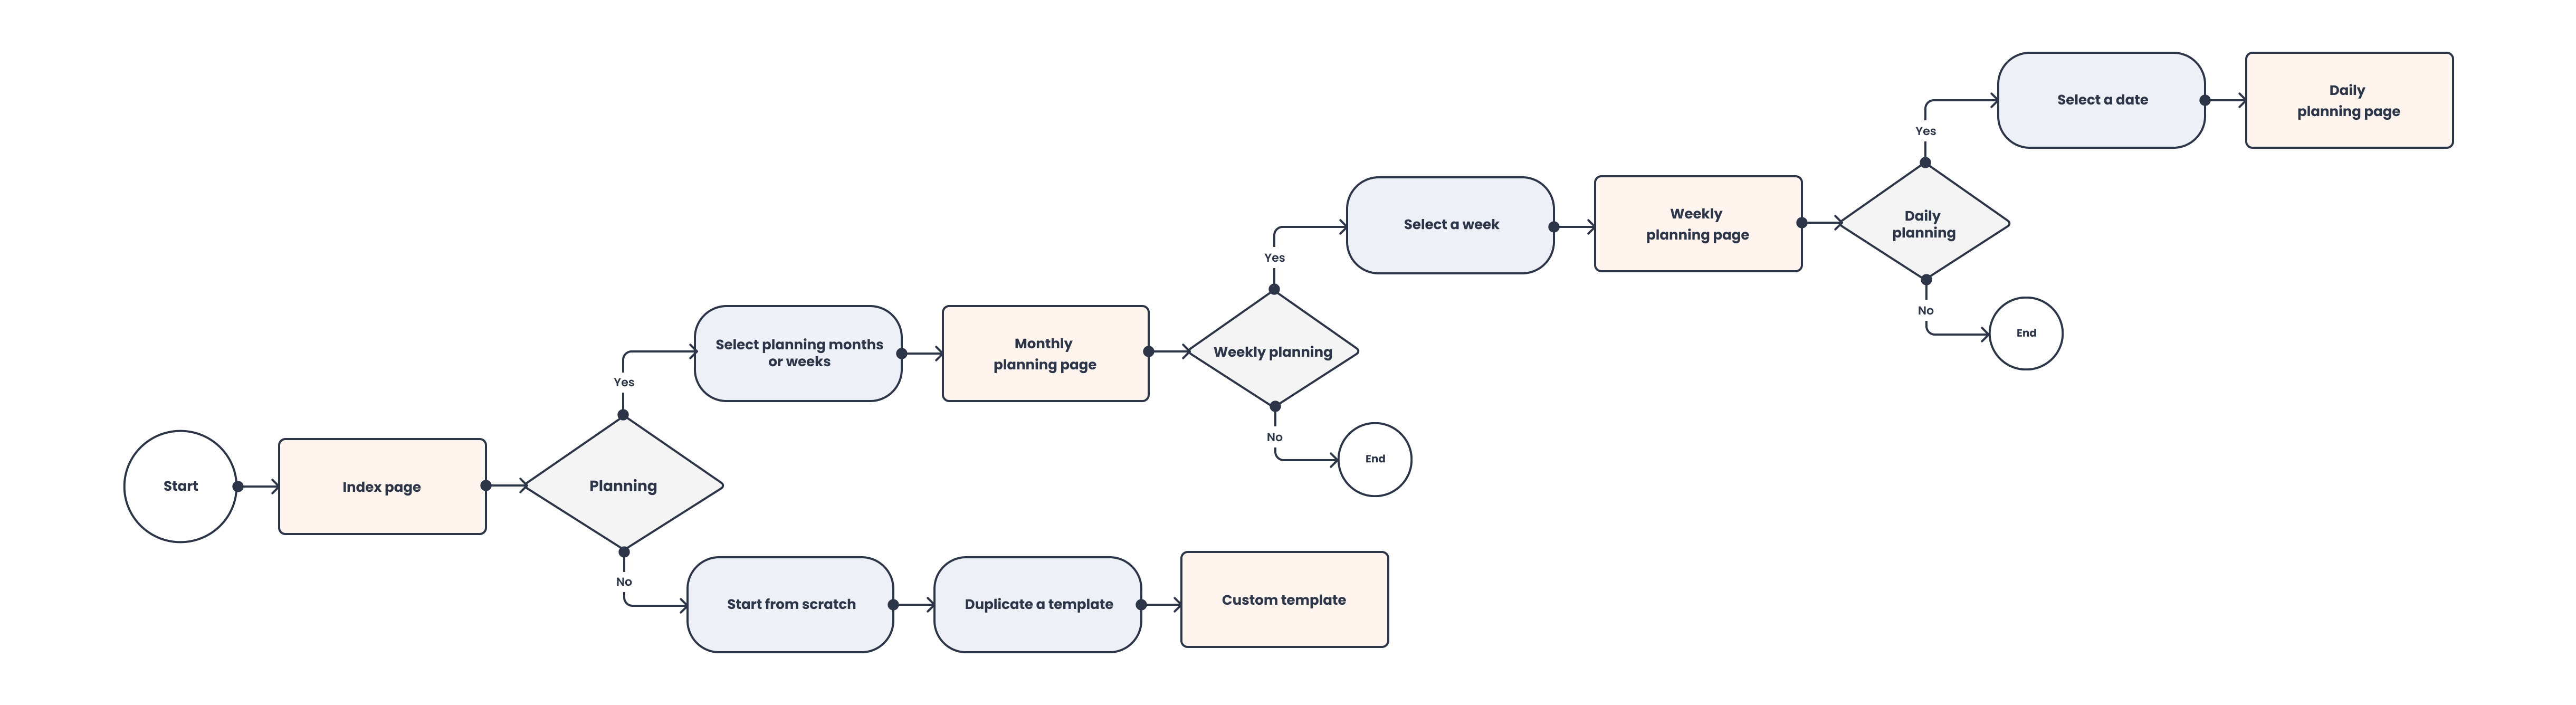 Start
Index page
Planning
Yes
Select planning months
or weeks
Monthly
planning page
Weekly planning
Yes
Select a week
Weekly
planning page
Daily
planning
Yes
Select a date
Daily
planning page
No
End
No
End
No
Start from scratch
Duplicate a template
Custom template